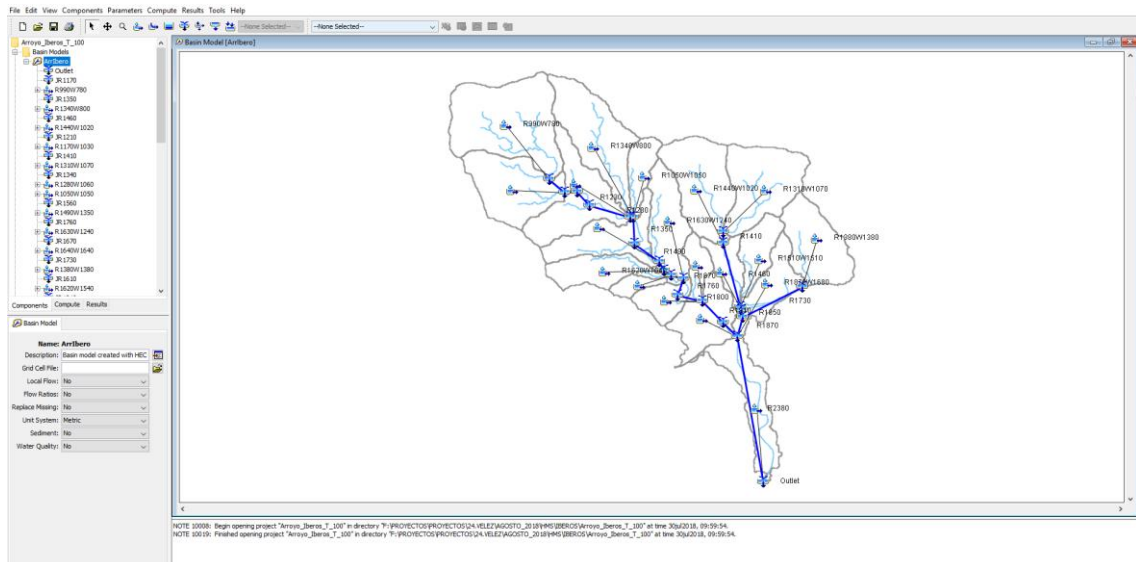 File Edit View Components Parameters Compute Results Tools Help
--None Selected-- --None Selected--
Arroyo_Iberos_T_100
Basin Models
ArrIbero
Outlet
JR1170
R990W780
JR1350
R1340W800
JR1460
R1440W1020
JR1210
R1170W1030
JR1410
R1310W1070
JR1340
R1280W1060
R1050W1050
JR1560
R1490W1350
JR1760
R1630W1240
JR1670
R1640W1640
JR1730
R1380W1380
JR1610
R1620W1540
Components Compute Results
Basin Model
Name: ArrIbero
Description: Basin model created with HEC
Grid Cell File:
Local Flow: No
Flow Ratios: No
Replace Missing: No
Unit System: Metric
Sediment: No
Water Quality: No
Basin Model [ArrIbero]
R990W780
R1340W800
R1050W1050
R1440W1020
R1310W1070
R1230
R1280
R1350
R1630W1240
R1410
R1380W1380
R1490
R1510W1510
R1480
R1760
R1730
R1800
R1850
R1870
R2380
Outlet
NOTE 10008: Begin opening project "Arroyo_Iberos_T_100" in directory "F:\PROYECTOS\PROYECTOS\24.VELEZ\AGOSTO_2018\HMS\IBEROS\Arroyo_Iberos_T_100" at time 30jul2018, 09:59:54.
NOTE 10019: Finished opening project "Arroyo_Iberos_T_100" in directory "F:\PROYECTOS\PROYECTOS\24.VELEZ\AGOSTO_2018\HMS\IBEROS\Arroyo_Iberos_T_100" at time 30jul2018, 09:59:54.